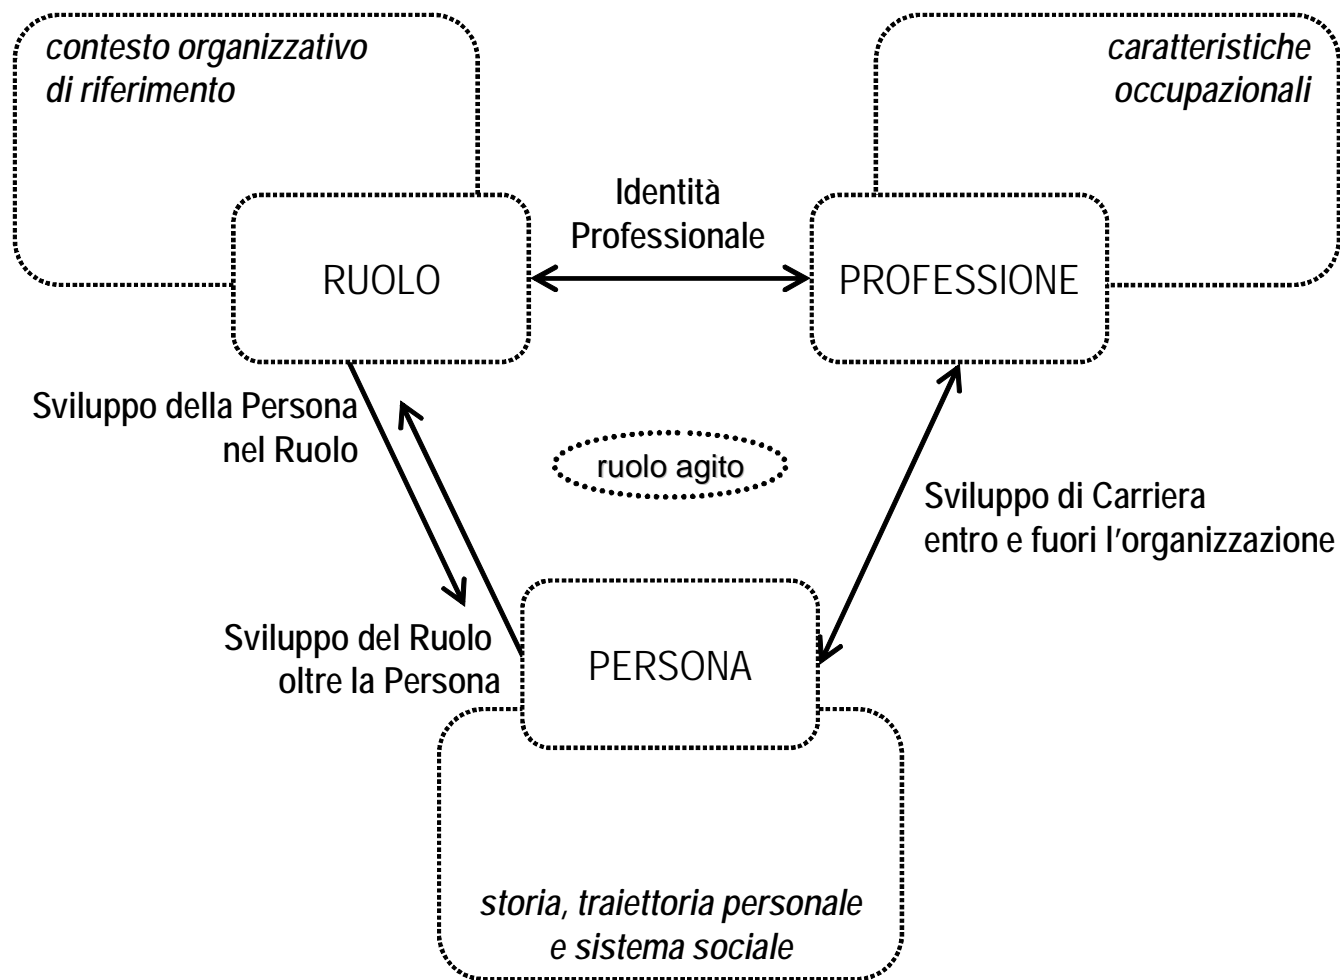 contesto organizzativo
di riferimento
caratteristiche
occupazionali
Identità
Professionale
RUOLO
PROFESSIONE
Sviluppo della Persona
nel Ruolo
ruolo agito
Sviluppo di Carriera
entro e fuori l'organizzazione
Sviluppo del Ruolo
oltre la Persona
PERSONA
storia, traiettoria personale
e sistema sociale